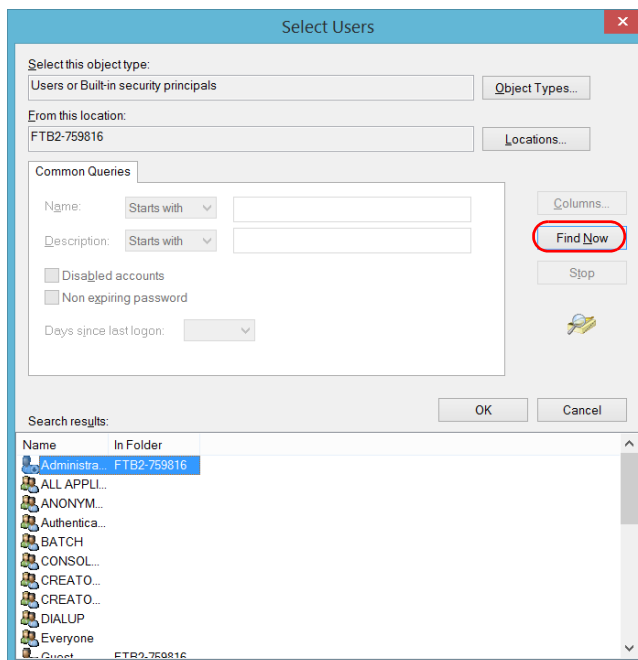 Select Users
Select this object type:
Users or Built-in security principals
Object Types...
From this location:
FTB2-759816
Locations...
Common Queries
Name: Starts with
Description: Starts with
Disabled accounts
Non expiring password
Days since last logon:
Columns...
Find Now
Stop
OK Cancel
Search results:
Name In Folder
Administra... FTB2-759816
ALL APPLI...
ANONYM...
Authentica...
BATCH
CONSOL...
CREATO...
CREATO...
DIALUP
Everyone
Guest FTB2-759816